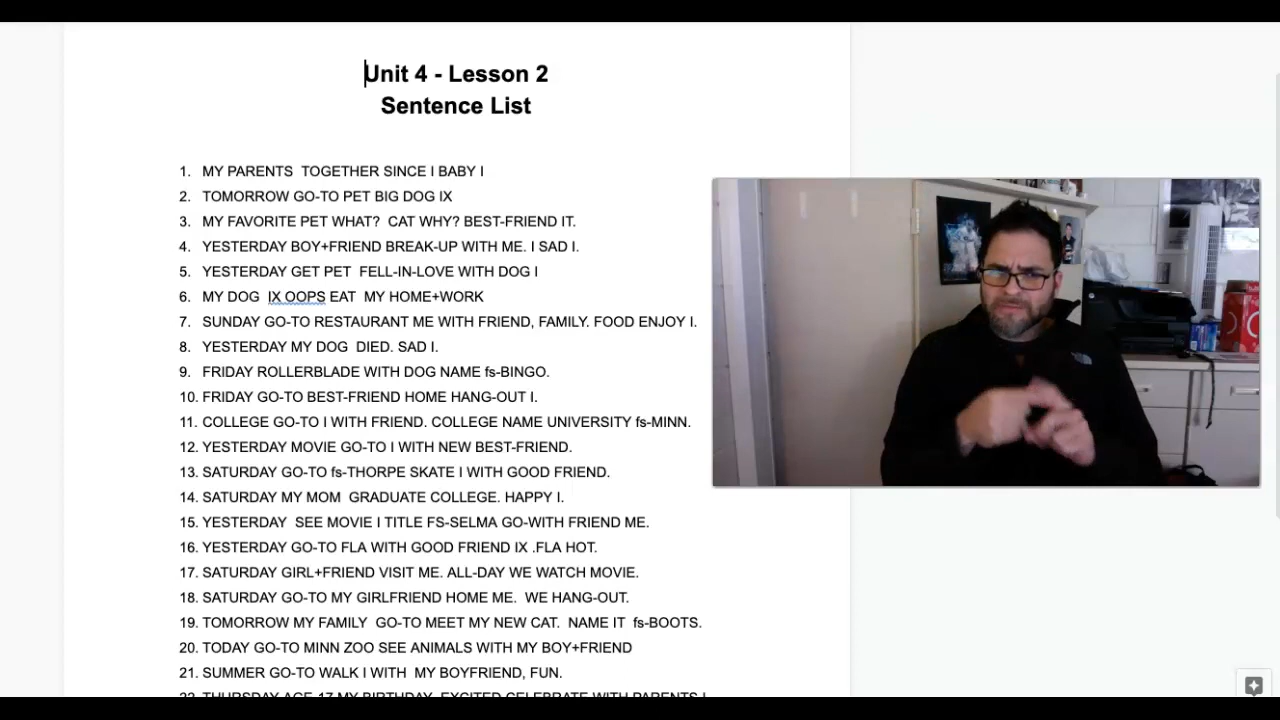 Unit 4 - Lesson 2
Sentence List
1. MY PARENTS TOGETHER SINCE I BABY I
2. TOMORROW GO-TO PET BIG DOG IX
3. MY FAVORITE PET WHAT? CAT WHY? BEST-FRIEND IT.
4. YESTERDAY BOY+FRIEND BREAK-UP WITH ME. I SAD I.
5. YESTERDAY GET PET FELL-IN-LOVE WITH DOG I
6. MY DOG IX OOPS EAT MY HOME+WORK
7. SUNDAY GO-TO RESTAURANT ME WITH FRIEND, FAMILY. FOOD ENJOY I.
8. YESTERDAY MY DOG DIED. SAD I.
9. FRIDAY ROLLERBLADE WITH DOG NAME fs-BINGO.
10. FRIDAY GO-TO BEST-FRIEND HOME HANG-OUT I.
11. COLLEGE GO-TO I WITH FRIEND. COLLEGE NAME UNIVERSITY fs-MINN.
12. YESTERDAY MOVIE GO-TO I WITH NEW BEST-FRIEND.
13. SATURDAY GO-TO fs-THORPE SKATE I WITH GOOD FRIEND.
14. SATURDAY MY MOM GRADUATE COLLEGE. HAPPY I.
15. YESTERDAY SEE MOVIE I TITLE FS-SELMA GO-WITH FRIEND ME.
16. YESTERDAY GO-TO FLA WITH GOOD FRIEND IX .FLA HOT.
17. SATURDAY GIRL+FRIEND VISIT ME. ALL-DAY WE WATCH MOVIE.
18. SATURDAY GO-TO MY GIRLFRIEND HOME ME. WE HANG-OUT.
19. TOMORROW MY FAMILY GO-TO MEET MY NEW CAT. NAME IT fs-BOOTS.
20. TODAY GO-TO MINN ZOO SEE ANIMALS WITH MY BOY+FRIEND
21. SUMMER GO-TO WALK I WITH MY BOYFRIEND, FUN.
22. THURSDAY AGE-17 MY BIRTHDAY. EXCITED CELEBRATE WITH PARENTS I